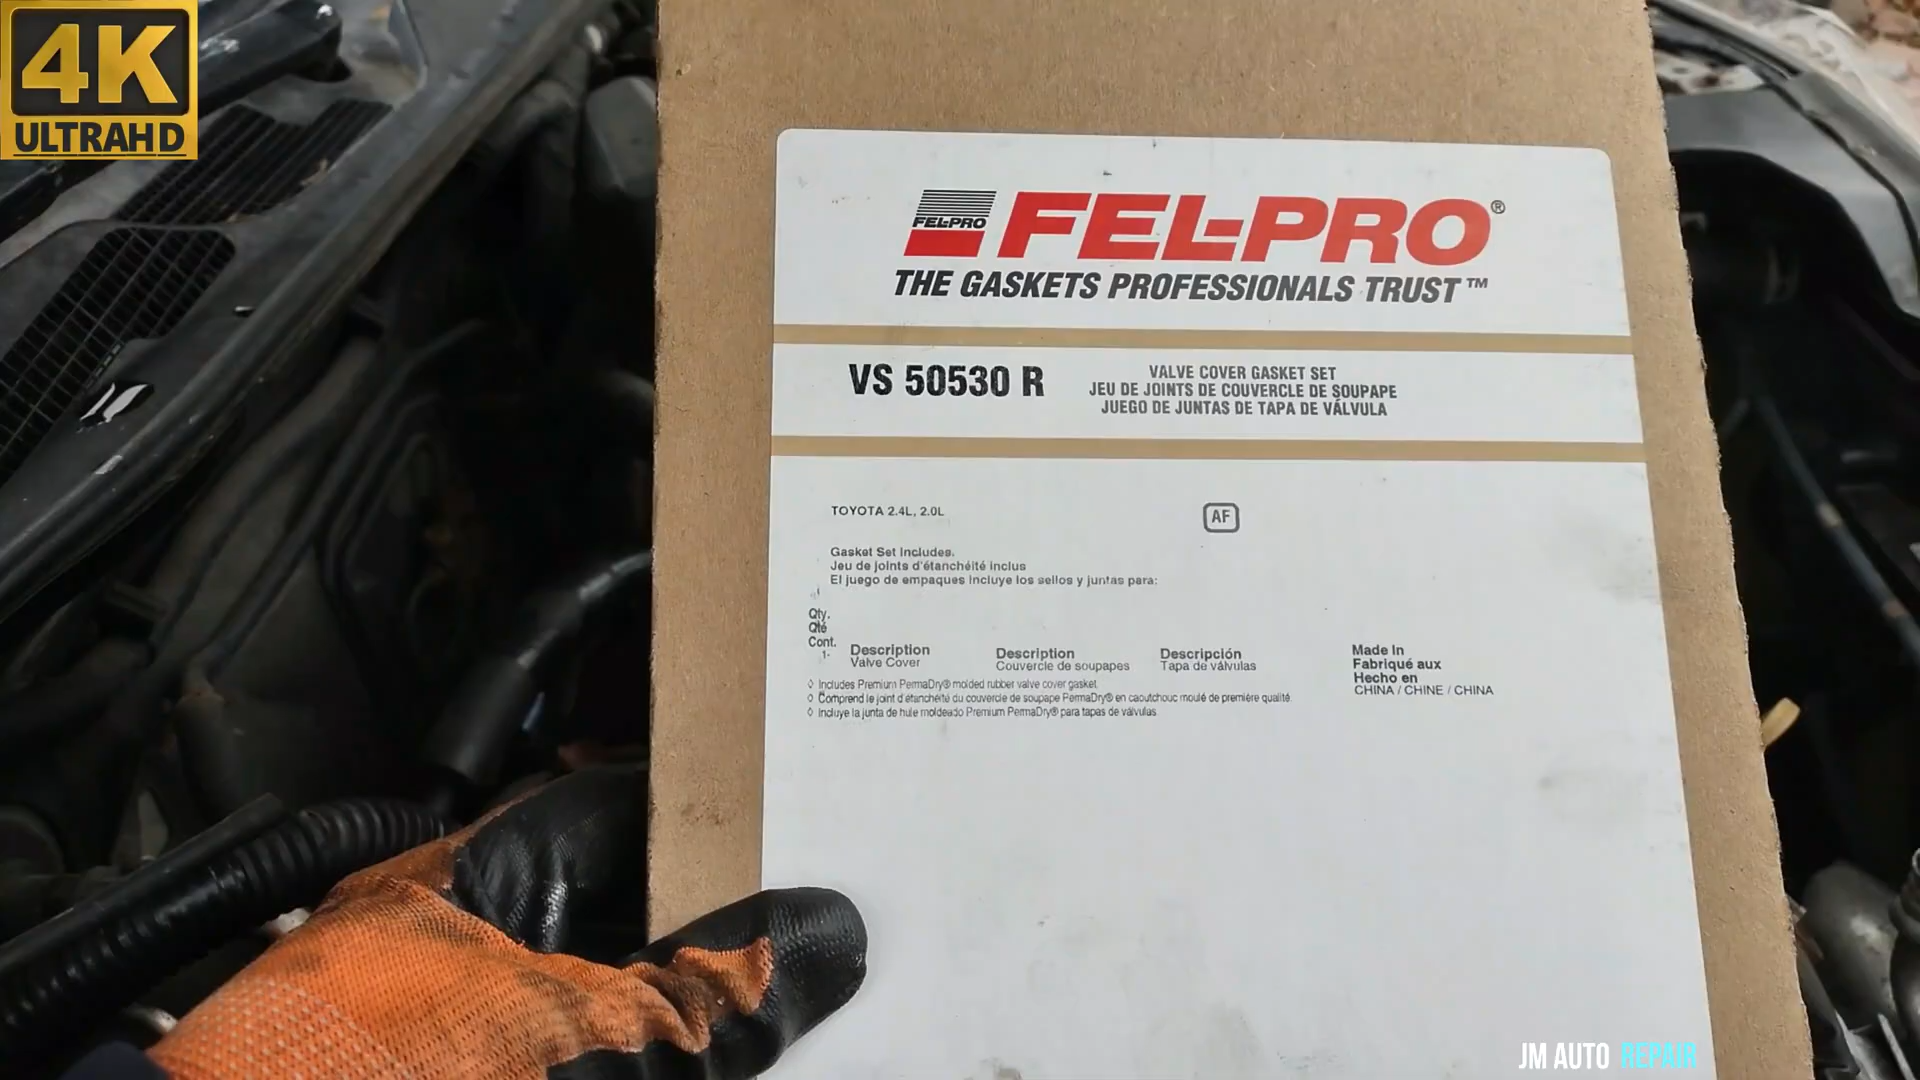 4K
ULTRAHD
FEL-PRO
FEL-PRO®
THE GASKETS PROFESSIONALS TRUST™
VS 50530 R
VALVE COVER GASKET SET
JEU DE JOINTS DE COUVERCLE DE SOUPAPE
JUEGO DE JUNTAS DE TAPA DE VÁLVULA
TOYOTA 2.4L, 2.0L
AF
Gasket Set Includes.
Jeu de joints d'étanchéité inclus
El juego de empaques incluye los sellos y juntas para:
Qty.
Qté
Cont.
1-
Description
Valve Cover
Description
Couvercle de soupapes
Descripción
Tapa de válvulas
Made In
Fabriqué aux
Hecho en
CHINA / CHINE / CHINA
◊ Includes Premium PermaDry® molded rubber valve cover gasket.
◊ Comprend le joint d'étanchéité du couvercle de soupape PermaDry® en caoutchouc moulé de première qualité.
◊ Incluye la junta de hule moldeado Premium PermaDry® para tapas de válvulas
JM AUTO REPAIR